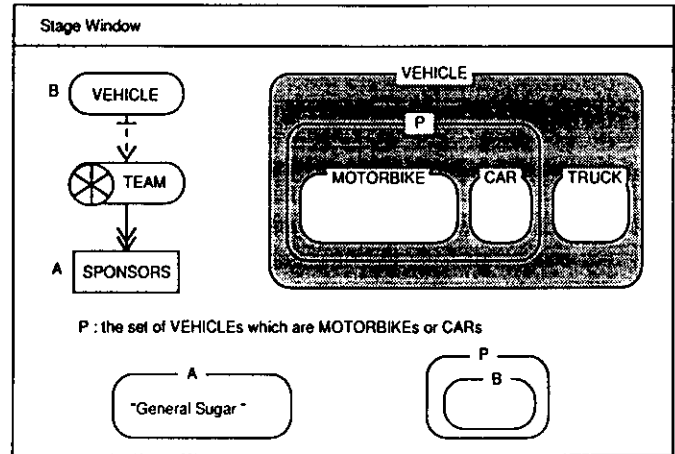 Stage Window
B
VEHICLE
TEAM
A
SPONSORS
VEHICLE
P
MOTORBIKE
CAR
TRUCK
P : the set of VEHICLEs which are MOTORBIKEs or CARs
A
"General Sugar "
P
B